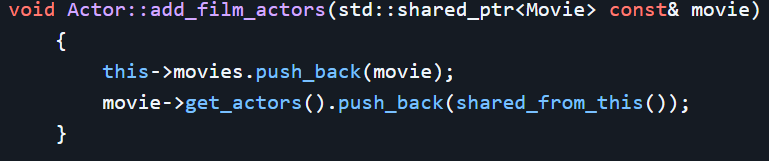 void Actor::add_film_actors(std::shared_ptr<Movie> const& movie)
{
this->movies.push_back(movie);
movie->get_actors().push_back(shared_from_this());
}